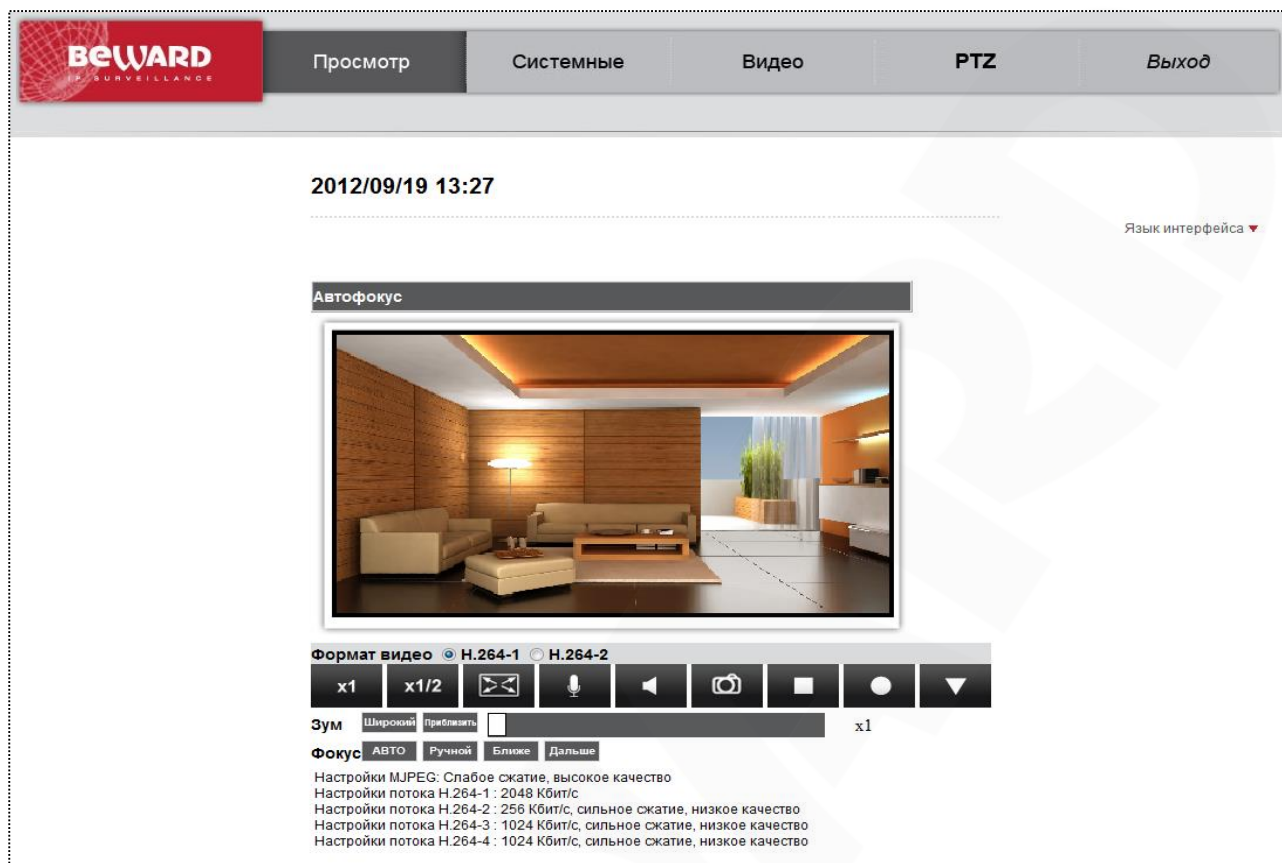 BEWARD
IP SURVEILLANCE
Просмотр
Системные
Видео
PTZ
Выход
2012/09/19 13:27
Язык интерфейса
Автофокус
Формат видео H.264-1 H.264-2
x1 x1/2
Зум Широкий Приблизить x1
Фокус АВТО Ручной Ближе Дальше
Настройки MJPEG: Слабое сжатие, высокое качество
Настройки потока H.264-1 : 2048 Кбит/с
Настройки потока H.264-2 : 256 Кбит/с, сильное сжатие, низкое качество
Настройки потока H.264-3 : 1024 Кбит/с, сильное сжатие, низкое качество
Настройки потока H.264-4 : 1024 Кбит/с, сильное сжатие, низкое качество